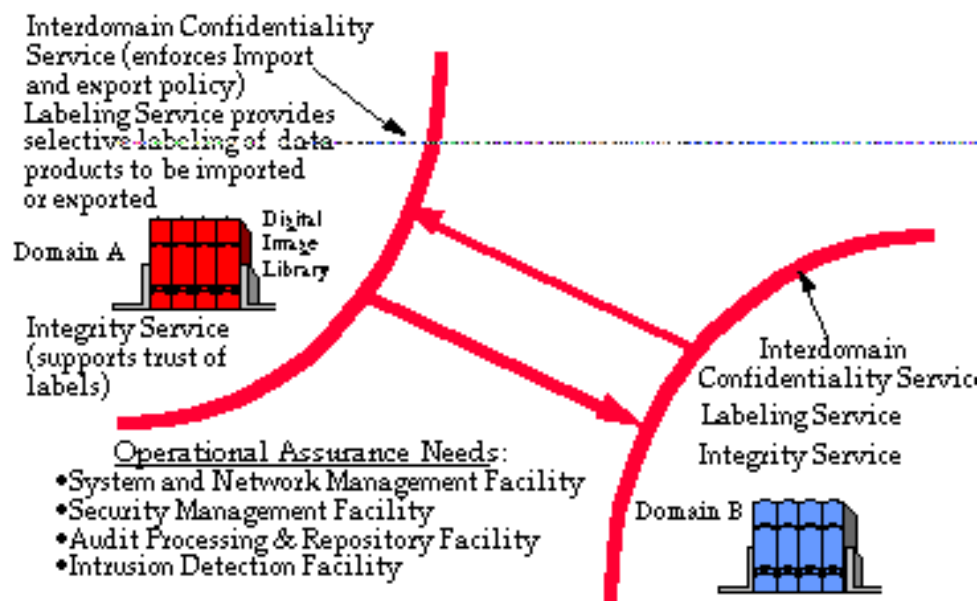 Interdomain Confidentiality
Service (enforces Import
and export policy)
Labeling Service provides
selective labeling of data
products to be imported
or exported
Domain A
Digital
Image
Library
Integrity Service
(supports trust of
labels)
Interdomain
Confidentiality Service
Labeling Service
Integrity Service
Domain B
Operational Assurance Needs:
•System and Network Management Facility
•Security Management Facility
•Audit Processing & Repository Facility
•Intrusion Detection Facility